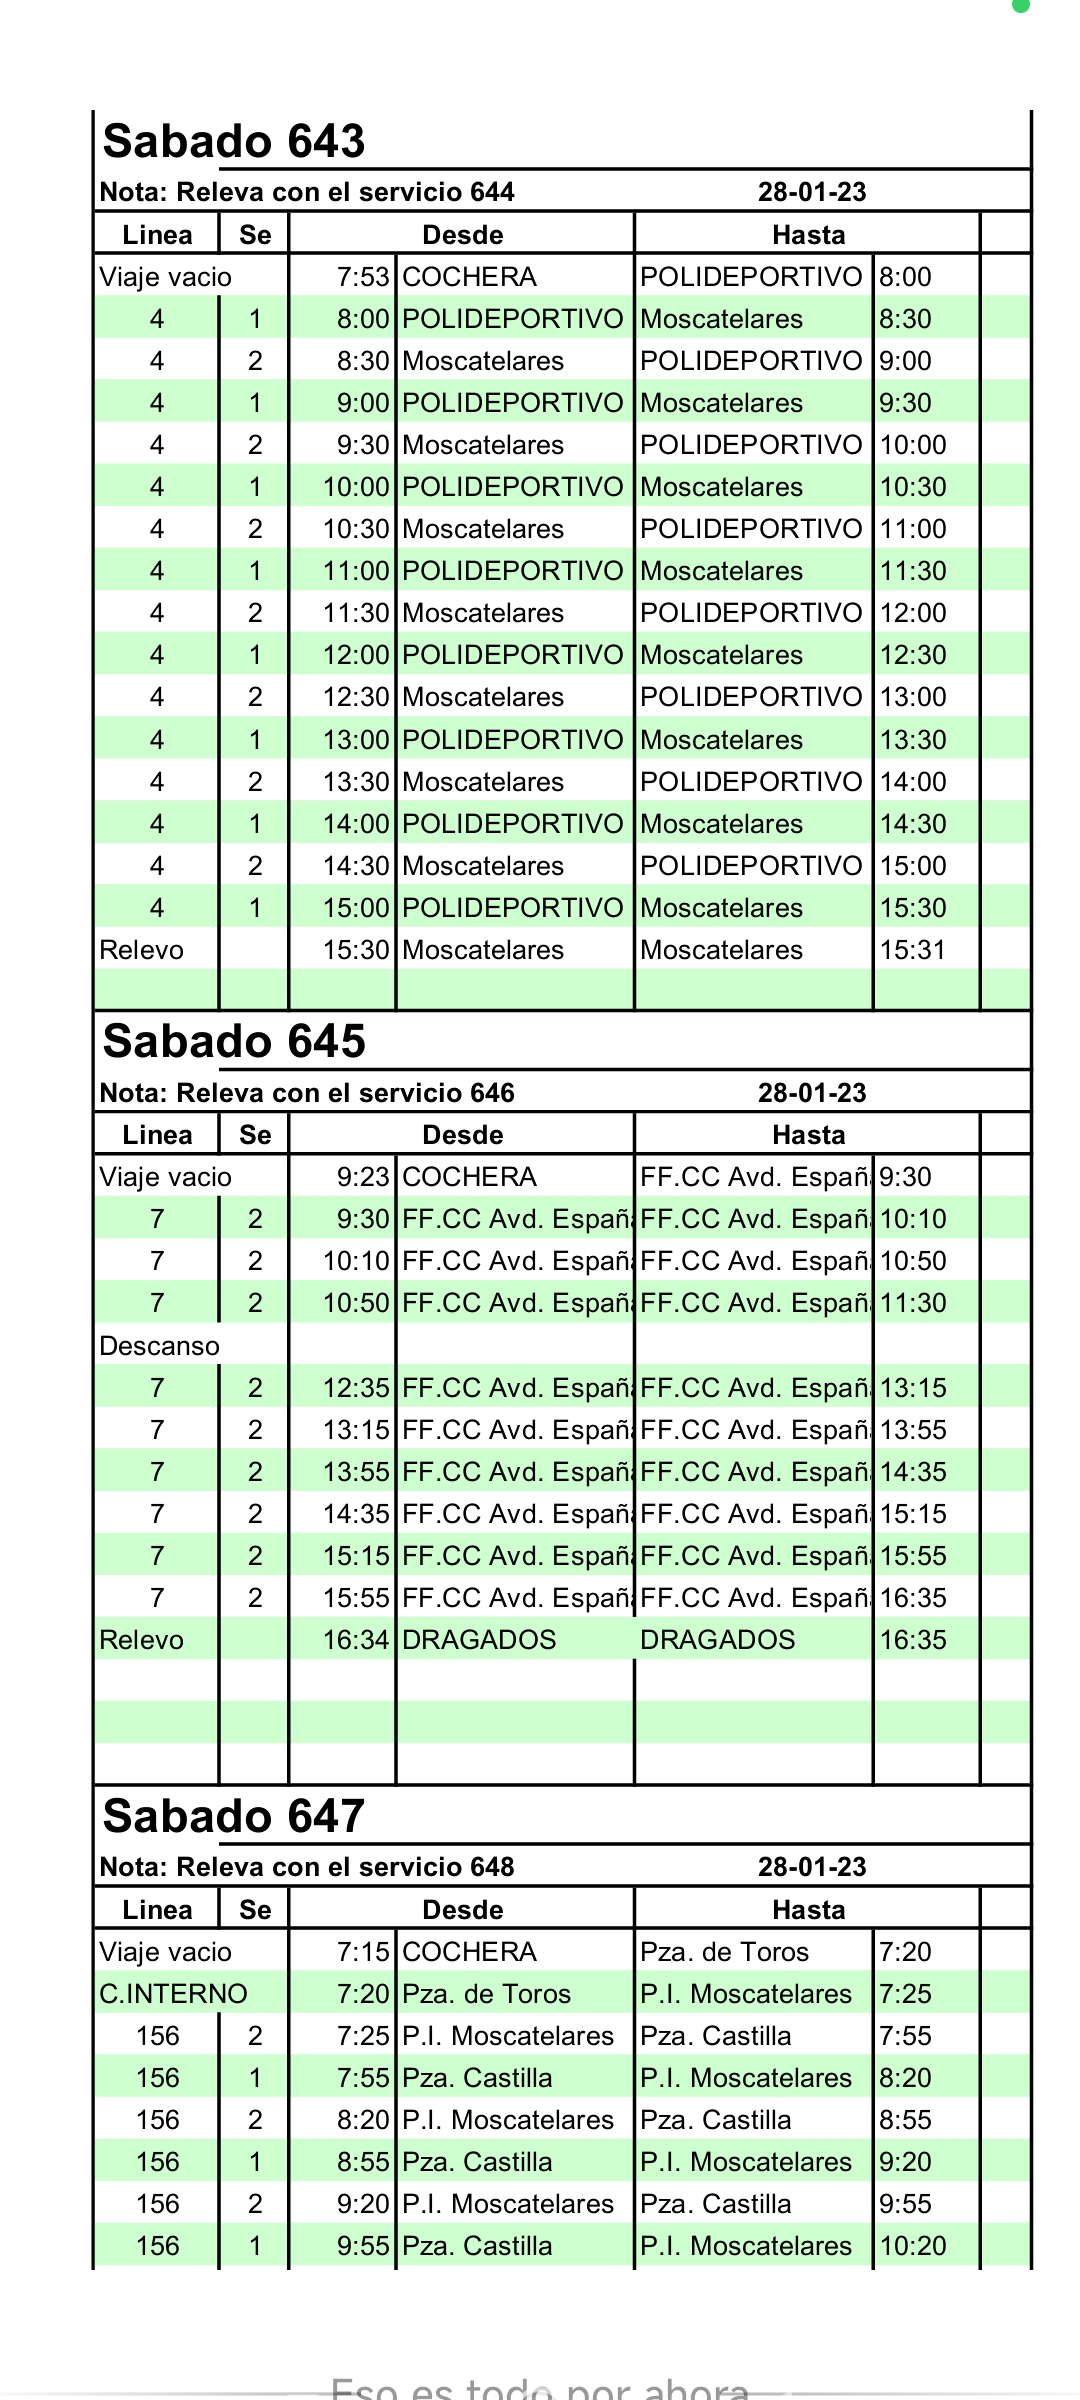 Sabado 643
Nota: Releva con el servicio 644 28-01-23
Linea Se Desde Hasta
Viaje vacio 7:53 COCHERA POLIDEPORTIVO 8:00
4 1 8:00 POLIDEPORTIVO Moscatelares 8:30
4 2 8:30 Moscatelares POLIDEPORTIVO 9:00
4 1 9:00 POLIDEPORTIVO Moscatelares 9:30
4 2 9:30 Moscatelares POLIDEPORTIVO 10:00
4 1 10:00 POLIDEPORTIVO Moscatelares 10:30
4 2 10:30 Moscatelares POLIDEPORTIVO 11:00
4 1 11:00 POLIDEPORTIVO Moscatelares 11:30
4 2 11:30 Moscatelares POLIDEPORTIVO 12:00
4 1 12:00 POLIDEPORTIVO Moscatelares 12:30
4 2 12:30 Moscatelares POLIDEPORTIVO 13:00
4 1 13:00 POLIDEPORTIVO Moscatelares 13:30
4 2 13:30 Moscatelares POLIDEPORTIVO 14:00
4 1 14:00 POLIDEPORTIVO Moscatelares 14:30
4 2 14:30 Moscatelares POLIDEPORTIVO 15:00
4 1 15:00 POLIDEPORTIVO Moscatelares 15:30
Relevo 15:30 Moscatelares Moscatelares 15:31
Sabado 645
Nota: Releva con el servicio 646 28-01-23
Linea Se Desde Hasta
Viaje vacio 9:23 COCHERA FF.CC Avd. España 9:30
7 2 9:30 FF.CC Avd. España FF.CC Avd. España 10:10
7 2 10:10 FF.CC Avd. España FF.CC Avd. España 10:50
7 2 10:50 FF.CC Avd. España FF.CC Avd. España 11:30
Descanso
7 2 12:35 FF.CC Avd. España FF.CC Avd. España 13:15
7 2 13:15 FF.CC Avd. España FF.CC Avd. España 13:55
7 2 13:55 FF.CC Avd. España FF.CC Avd. España 14:35
7 2 14:35 FF.CC Avd. España FF.CC Avd. España 15:15
7 2 15:15 FF.CC Avd. España FF.CC Avd. España 15:55
7 2 15:55 FF.CC Avd. España FF.CC Avd. España 16:35
Relevo 16:34 DRAGADOS DRAGADOS 16:35
Sabado 647
Nota: Releva con el servicio 648 28-01-23
Linea Se Desde Hasta
Viaje vacio 7:15 COCHERA Pza. de Toros 7:20
C.INTERNO 7:20 Pza. de Toros P.I. Moscatelares 7:25
156 2 7:25 P.I. Moscatelares Pza. Castilla 7:55
156 1 7:55 Pza. Castilla P.I. Moscatelares 8:20
156 2 8:20 P.I. Moscatelares Pza. Castilla 8:55
156 1 8:55 Pza. Castilla P.I. Moscatelares 9:20
156 2 9:20 P.I. Moscatelares Pza. Castilla 9:55
156 1 9:55 Pza. Castilla P.I. Moscatelares 10:20
Eso es todo por ahora